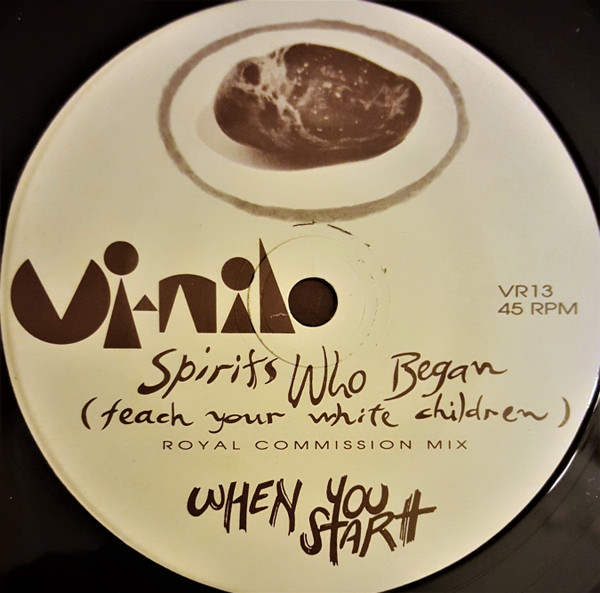 Vi-nilo
VR13
45 RPM
Spirits Who Began
(teach your white children)
ROYAL COMMISSION MIX
WHEN YOU
START